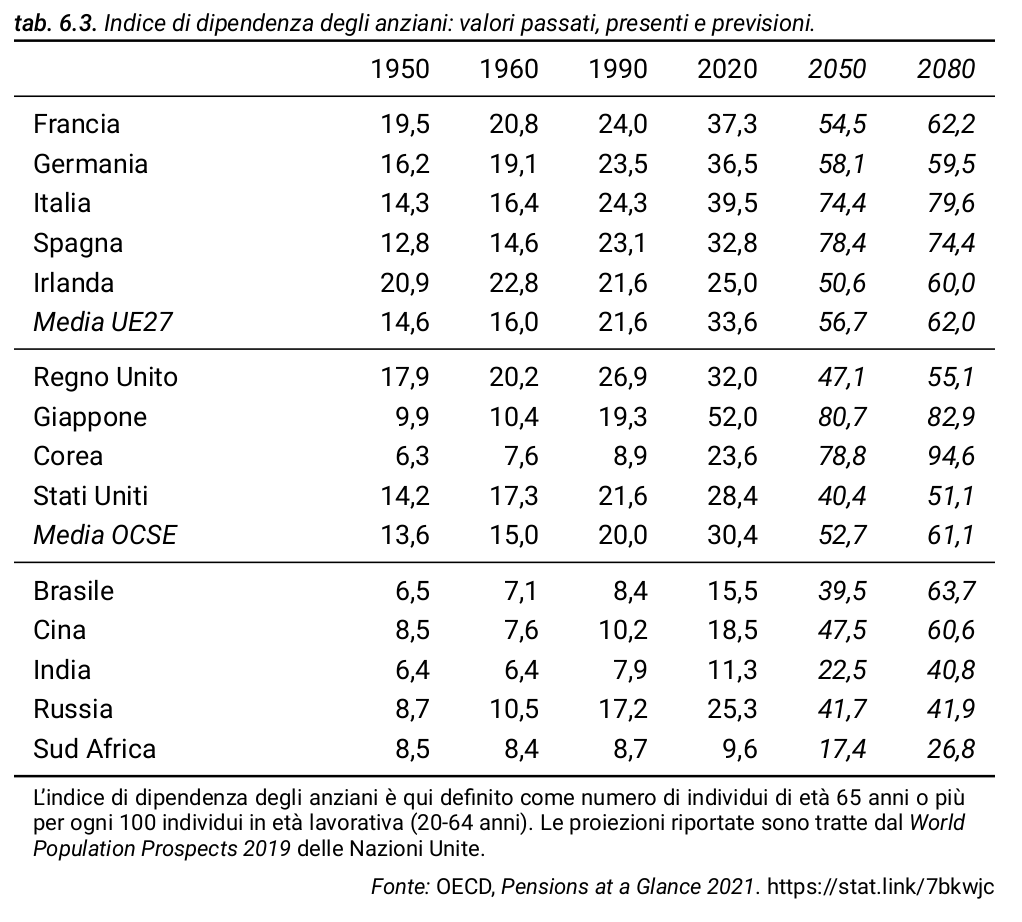 tab. 6.3. Indice di dipendenza degli anziani: valori passati, presenti e previsioni.
1950 1960 1990 2020 2050 2080
Francia 19,5 20,8 24,0 37,3 54,5 62,2
Germania 16,2 19,1 23,5 36,5 58,1 59,5
Italia 14,3 16,4 24,3 39,5 74,4 79,6
Spagna 12,8 14,6 23,1 32,8 78,4 74,4
Irlanda 20,9 22,8 21,6 25,0 50,6 60,0
Media UE27 14,6 16,0 21,6 33,6 56,7 62,0
Regno Unito 17,9 20,2 26,9 32,0 47,1 55,1
Giappone 9,9 10,4 19,3 52,0 80,7 82,9
Corea 6,3 7,6 8,9 23,6 78,8 94,6
Stati Uniti 14,2 17,3 21,6 28,4 40,4 51,1
Media OCSE 13,6 15,0 20,0 30,4 52,7 61,1
Brasile 6,5 7,1 8,4 15,5 39,5 63,7
Cina 8,5 7,6 10,2 18,5 47,5 60,6
India 6,4 6,4 7,9 11,3 22,5 40,8
Russia 8,7 10,5 17,2 25,3 41,7 41,9
Sud Africa 8,5 8,4 8,7 9,6 17,4 26,8
L'indice di dipendenza degli anziani è qui definito come numero di individui di età 65 anni o più
per ogni 100 individui in età lavorativa (20-64 anni). Le proiezioni riportate sono tratte dal World
Population Prospects 2019 delle Nazioni Unite.
Fonte: OECD, Pensions at a Glance 2021. https://stat.link/7bkwjc